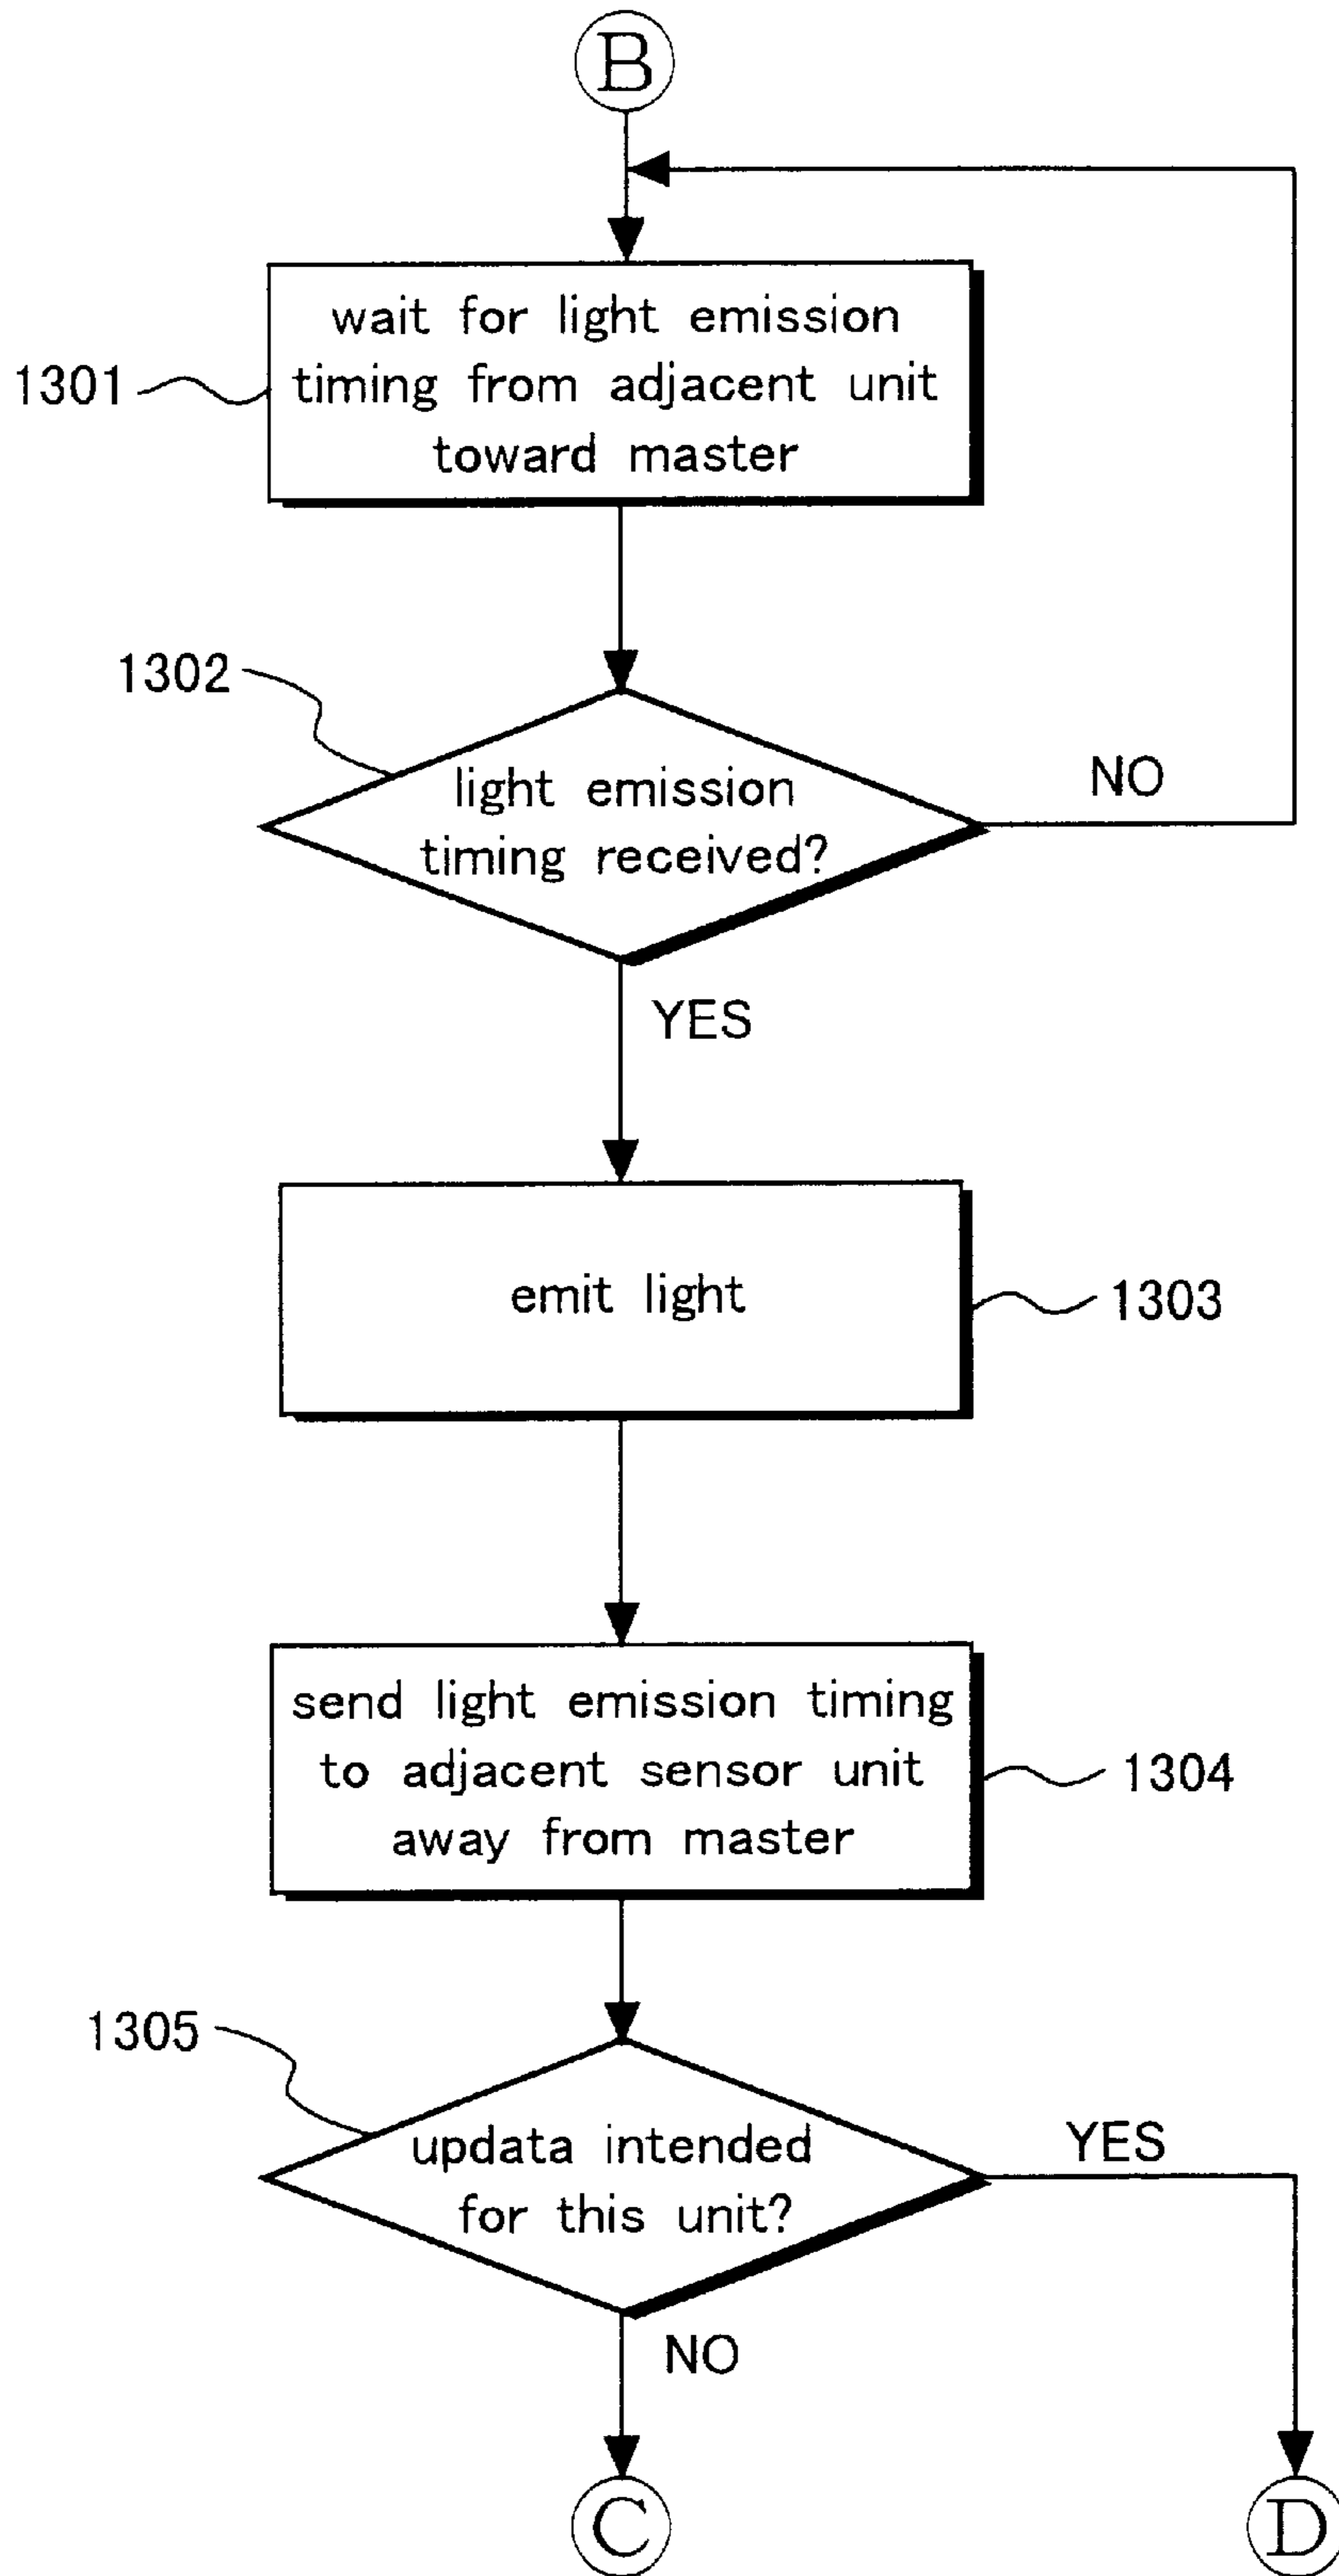 B
wait for light emission
timing from adjacent unit
toward master
1301
1302
light emission
timing received?
NO
YES
emit light
1303
send light emission timing
to adjacent sensor unit
away from master
1304
1305
updata intended
for this unit?
YES
NO
C
D